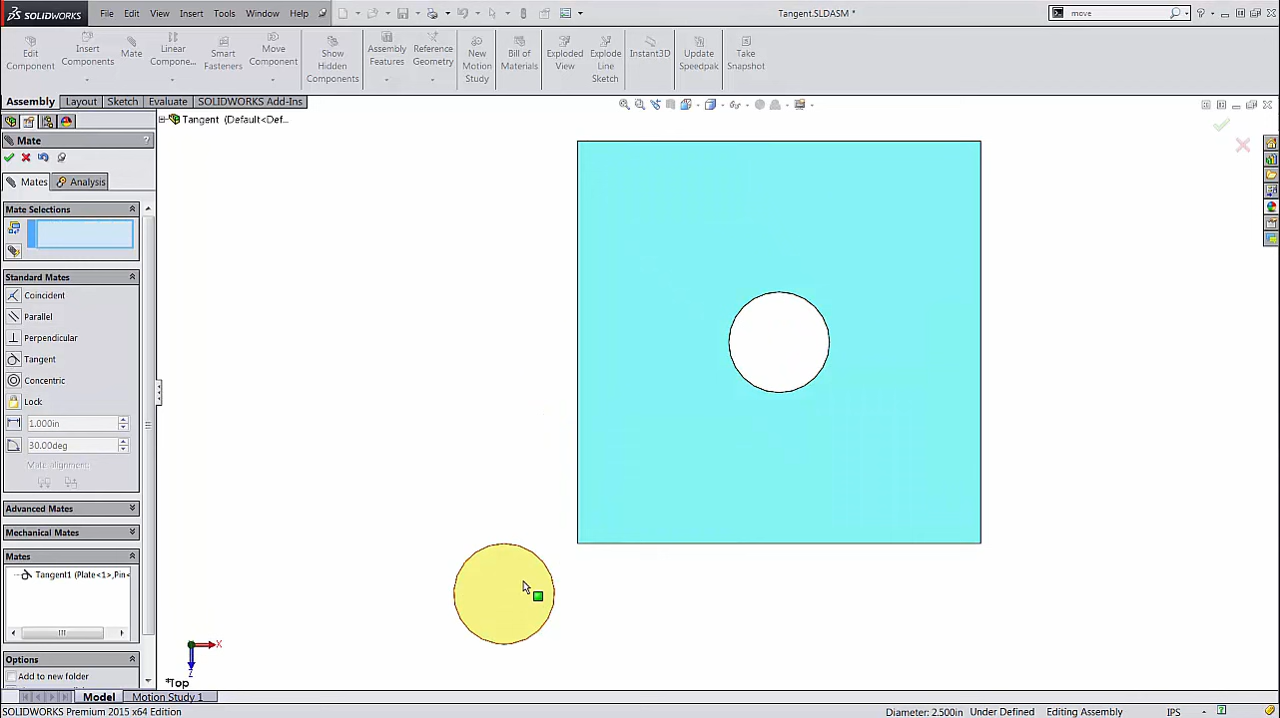 SOLIDWORKS
File Edit View Insert Tools Window Help
Tangent.SLDASM *
move
Edit Component
Insert Components
Mate
Linear Compone...
Smart Fasteners
Move Component
Show Hidden Components
Assembly Features
Reference Geometry
New Motion Study
Bill of Materials
Exploded View
Explode Line Sketch
Instant3D
Update Speedpak
Take Snapshot
Assembly Layout Sketch Evaluate SOLIDWORKS Add-Ins
Tangent (Default<Def...
Mate ?
Mates Analysis
Mate Selections
Standard Mates
Coincident
Parallel
Perpendicular
Tangent
Concentric
Lock
1.000in
30.00deg
Mate alignment:
Advanced Mates
Mechanical Mates
Mates
Tangent1 (Plate<1>,Pin<
Options
Add to new folder
X
Z
*Top
Model Motion Study 1
SOLIDWORKS Premium 2015 x64 Edition
Diameter: 2.500in Under Defined Editing Assembly IPS